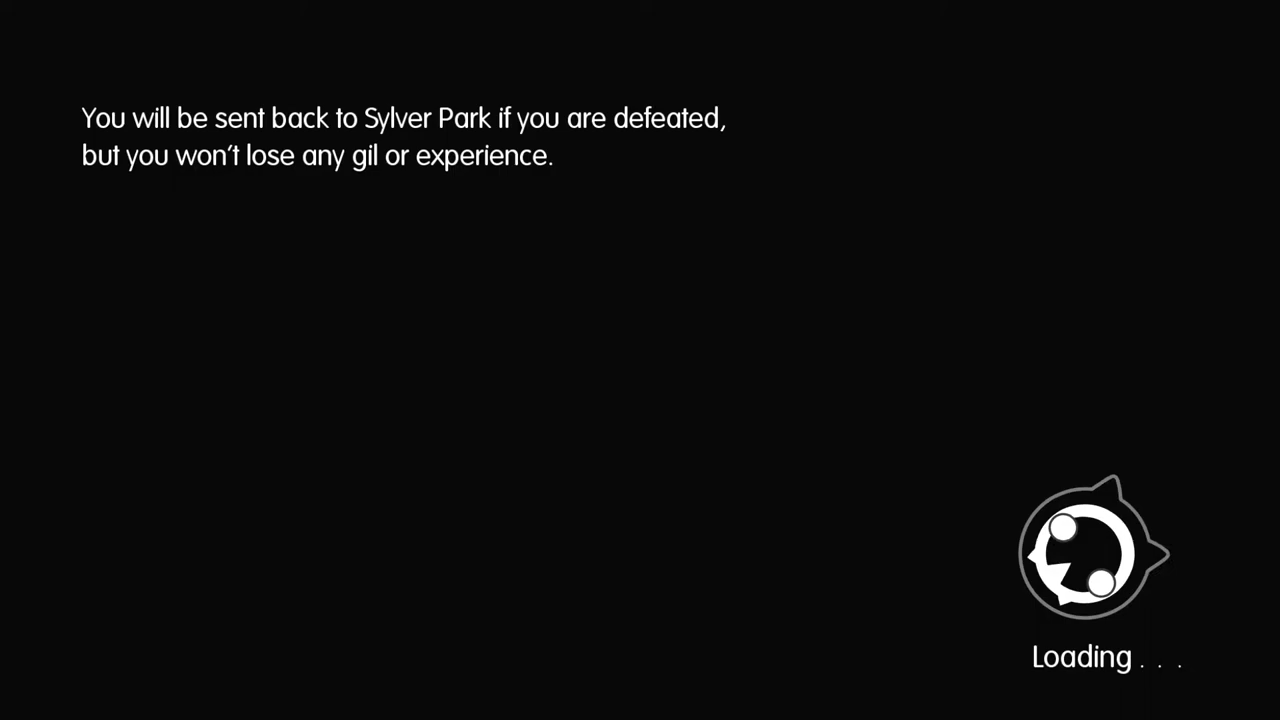 You will be sent back to Sylver Park if you are defeated,
but you won't lose any gil or experience.
Loading . . .